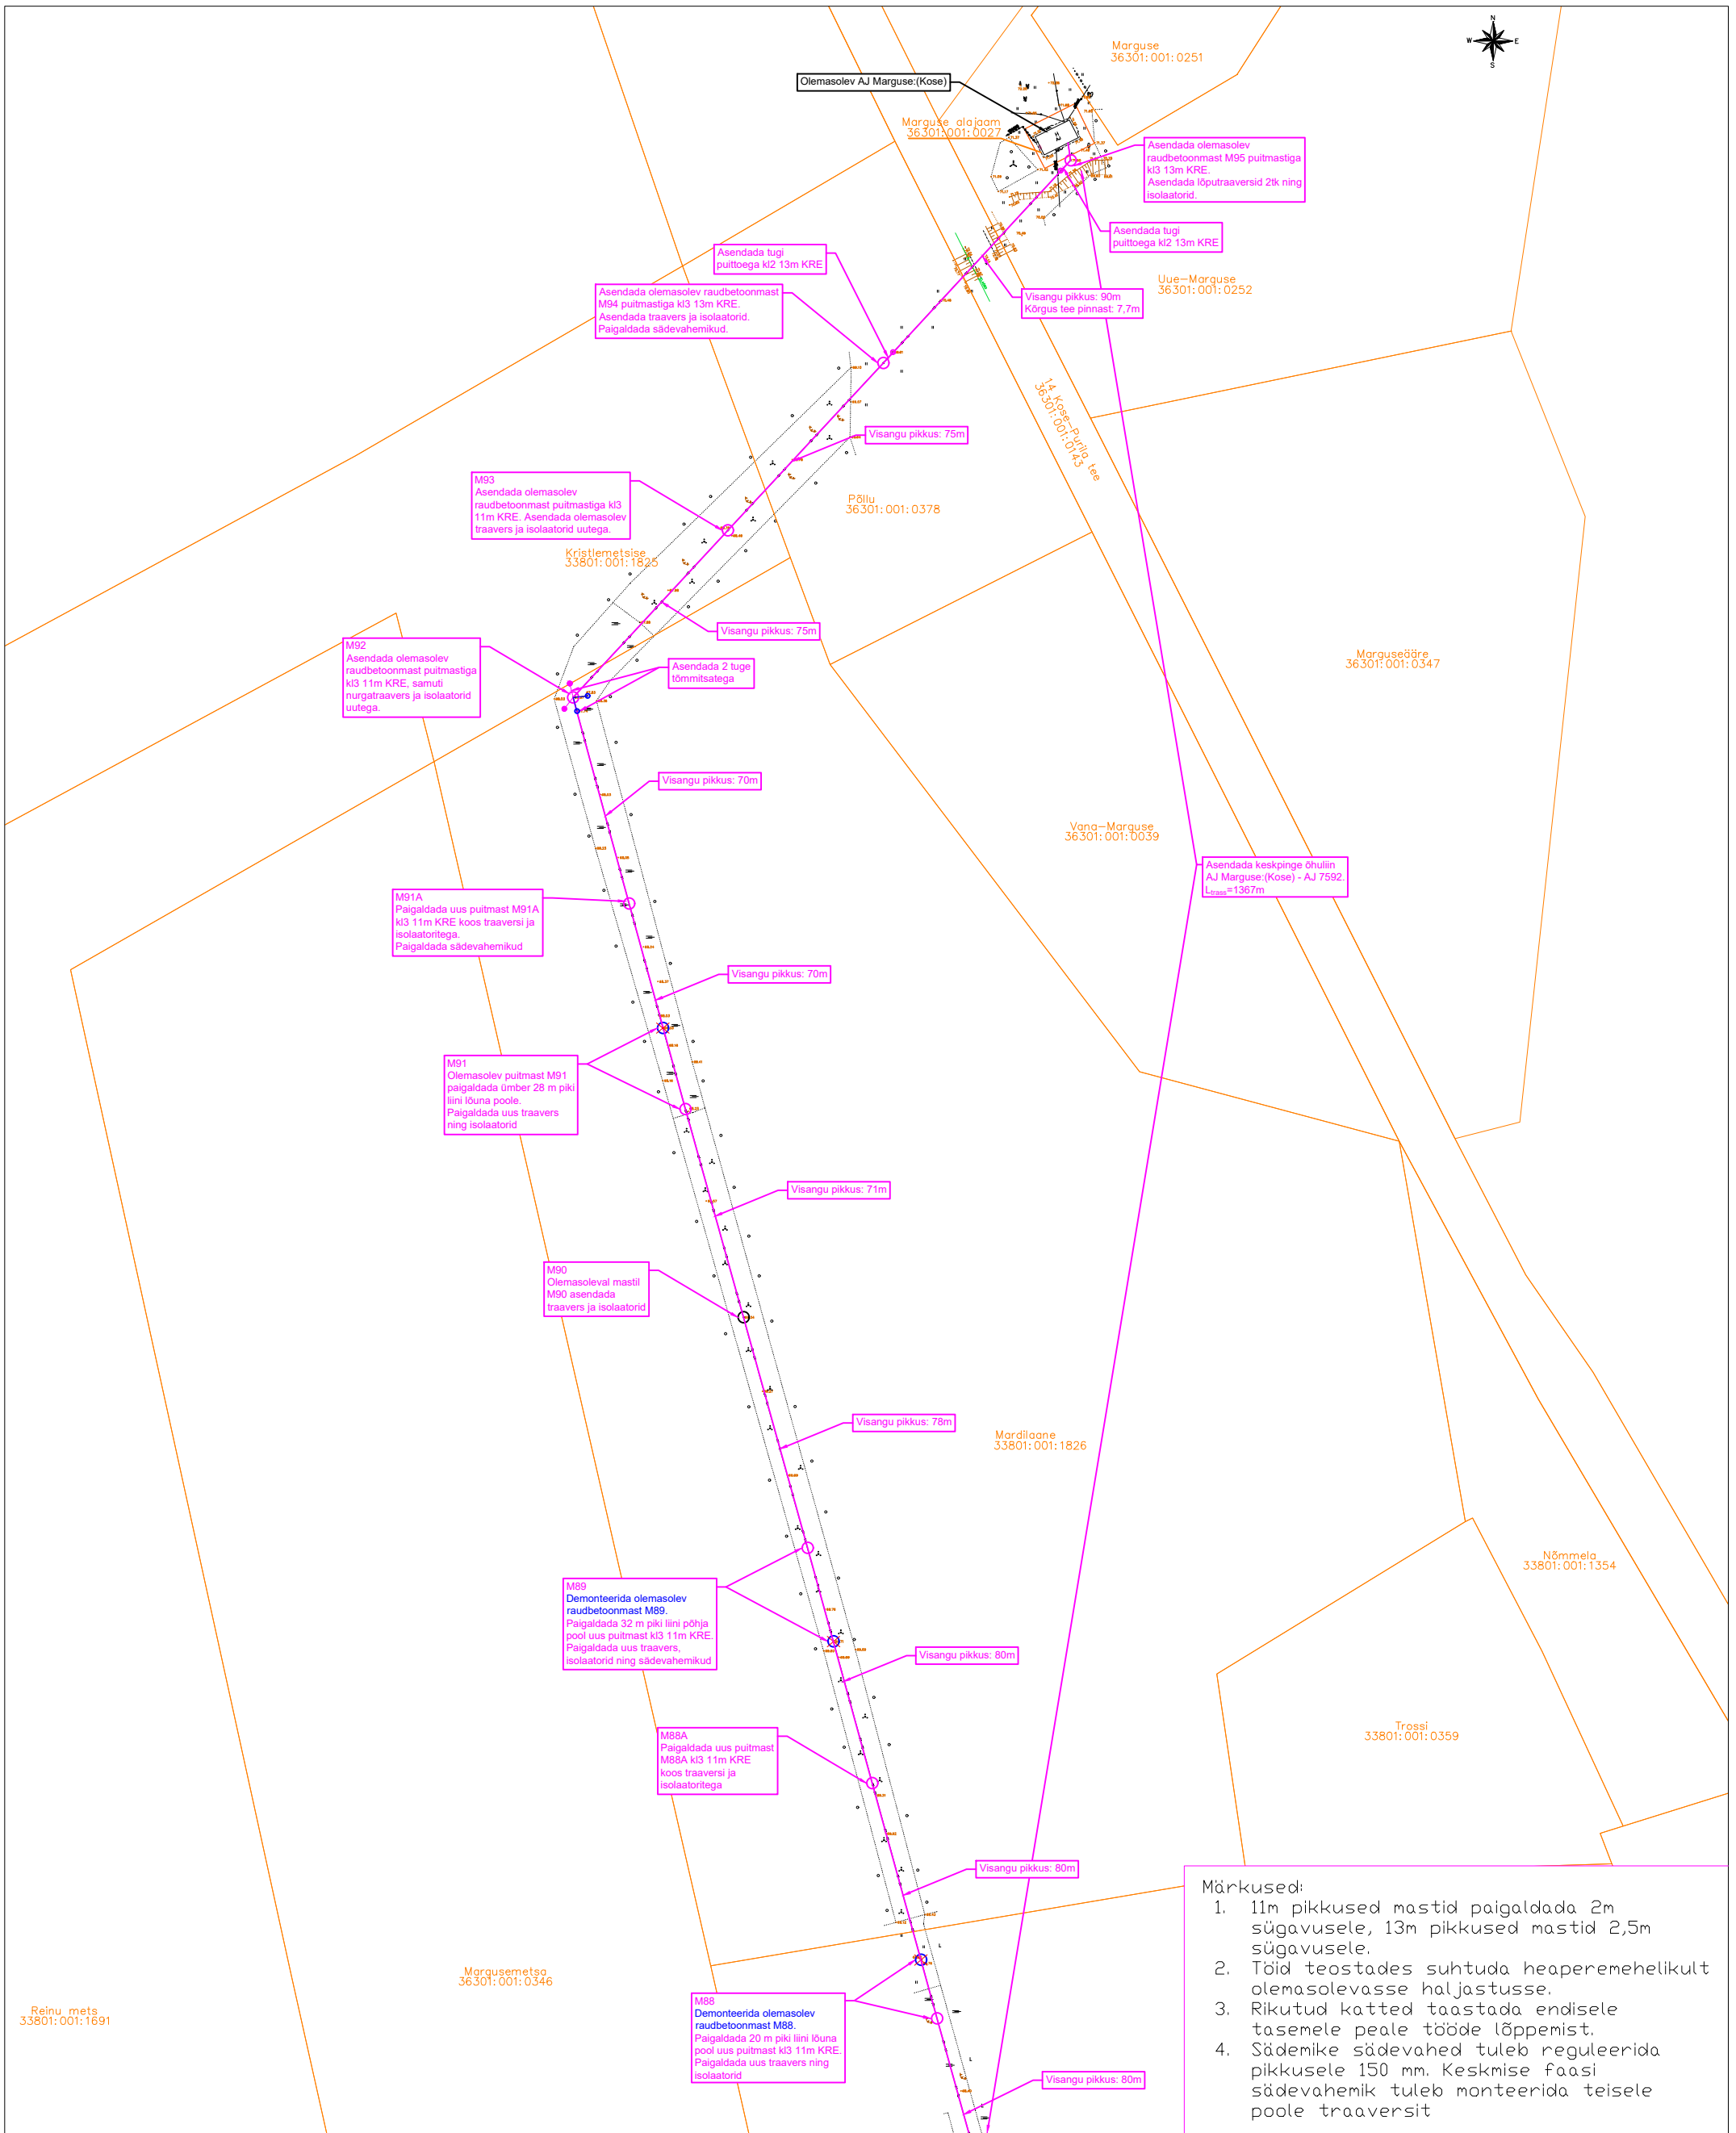 N
W
E
S
Marguse
36301:001:0251
Olemasolev AJ Marguse:(Kose)
Marguse alajaam
36301:001:0027
AJ
Asendada olemasolev
raudbetoonmast M95 puitmastiga
kl3 13m KRE.
Asendada lõputraaversid 2tk ning
isolaatorid.
Asendada tugi
puittoega kl2 13m KRE
Asendada tugi
puittoega kl2 13m KRE
Uue-Marguse
36301:001:0252
Visangu pikkus: 90m
Kõrgus tee pinnast: 7,7m
Asendada olemasolev raudbetoonmast
M94 puitmastiga kl3 13m KRE.
Asendada traavers ja isolaatorid.
Paigaldada sädevahemikud.
14 Kose-Purila tee
36301:001:0143
Visangu pikkus: 75m
M93
Asendada olemasolev
raudbetoonmast puitmastiga kl3
11m KRE. Asendada olemasolev
traavers ja isolaatorid uutega.
Põllu
36301:001:0378
Kristlemetsise
33801:001:1825
Visangu pikkus: 75m
M92
Asendada olemasolev
raudbetoonmast puitmastiga
kl3 11m KRE, samuti
nurgatraavers ja isolaatorid
uutega.
Asendada 2 tuge
tõmmitsatega
Marguseääre
36301:001:0347
Visangu pikkus: 70m
Vana-Marguse
36301:001:0039
Asendada keskpinge õhuliin
AJ Marguse:(Kose) - AJ 7592.
Ltrass=1367m
M91A
Paigaldada uus puitmast M91A
kl3 11m KRE koos traaversi ja
isolaatoritega.
Paigaldada sädevahemikud
Visangu pikkus: 70m
M91
Olemasolev puitmast M91
paigaldada ümber 28 m piki
liini lõuna poole.
Paigaldada uus traavers
ning isolaatorid
Visangu pikkus: 71m
M90
Olemasoleval mastil
M90 asendada
traavers ja isolaatorid
Visangu pikkus: 78m
Mardilaane
33801:001:1826
Nõmmela
33801:001:1354
M89
Demonteerida olemasolev
raudbetoonmast M89.
Paigaldada 32 m piki liini põhja
pool uus puitmast kl3 11m KRE.
Paigaldada uus traavers,
isolaatorid ning sädevahemikud
Visangu pikkus: 80m
Trossi
33801:001:0359
M88A
Paigaldada uus puitmast
M88A kl3 11m KRE
koos traaversi ja
isolaatoritega
Visangu pikkus: 80m
Margusemetsa
36301:001:0346
Reinu mets
33801:001:1691
M88
Demonteerida olemasolev
raudbetoonmast M88.
Paigaldada 20 m piki liini lõuna
pool uus puitmast kl3 11m KRE.
Paigaldada uus traavers ning
isolaatorid
Visangu pikkus: 80m
Märkused:
1. 11m pikkused mastid paigaldada 2m
sügavusele, 13m pikkused mastid 2,5m
sügavusele.
2. Töid teostades suhtuda heaperemehelikult
olemasolevasse haljastusse.
3. Rikutud katted taastada endisele
tasemele peale tööde lõppemist.
4. Sädemike sädevahed tuleb reguleerida
pikkusele 150 mm. Keskmise faasi
sädevahemik tuleb monteerida teisele
poole traaversit